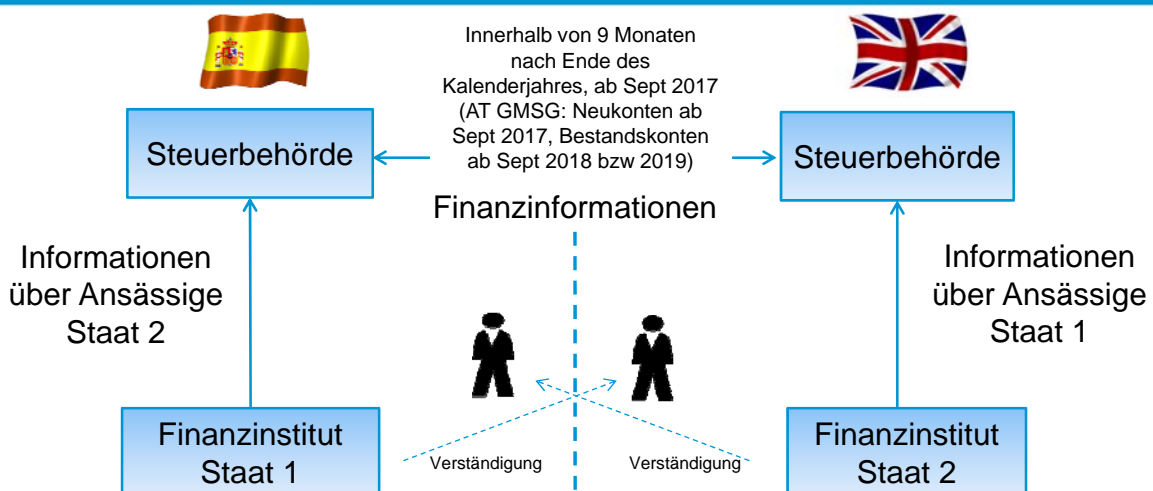 Innerhalb von 9 Monaten
nach Ende des
Kalenderjahres, ab Sept 2017
(AT GMSG: Neukonten ab
Sept 2017, Bestandskonten
ab Sept 2018 bzw 2019)
Steuerbehörde
Steuerbehörde
Finanzinformationen
Informationen
über Ansässige
Staat 2
Informationen
über Ansässige
Staat 1
Finanzinstitut
Staat 1
Verständigung
Verständigung
Finanzinstitut
Staat 2